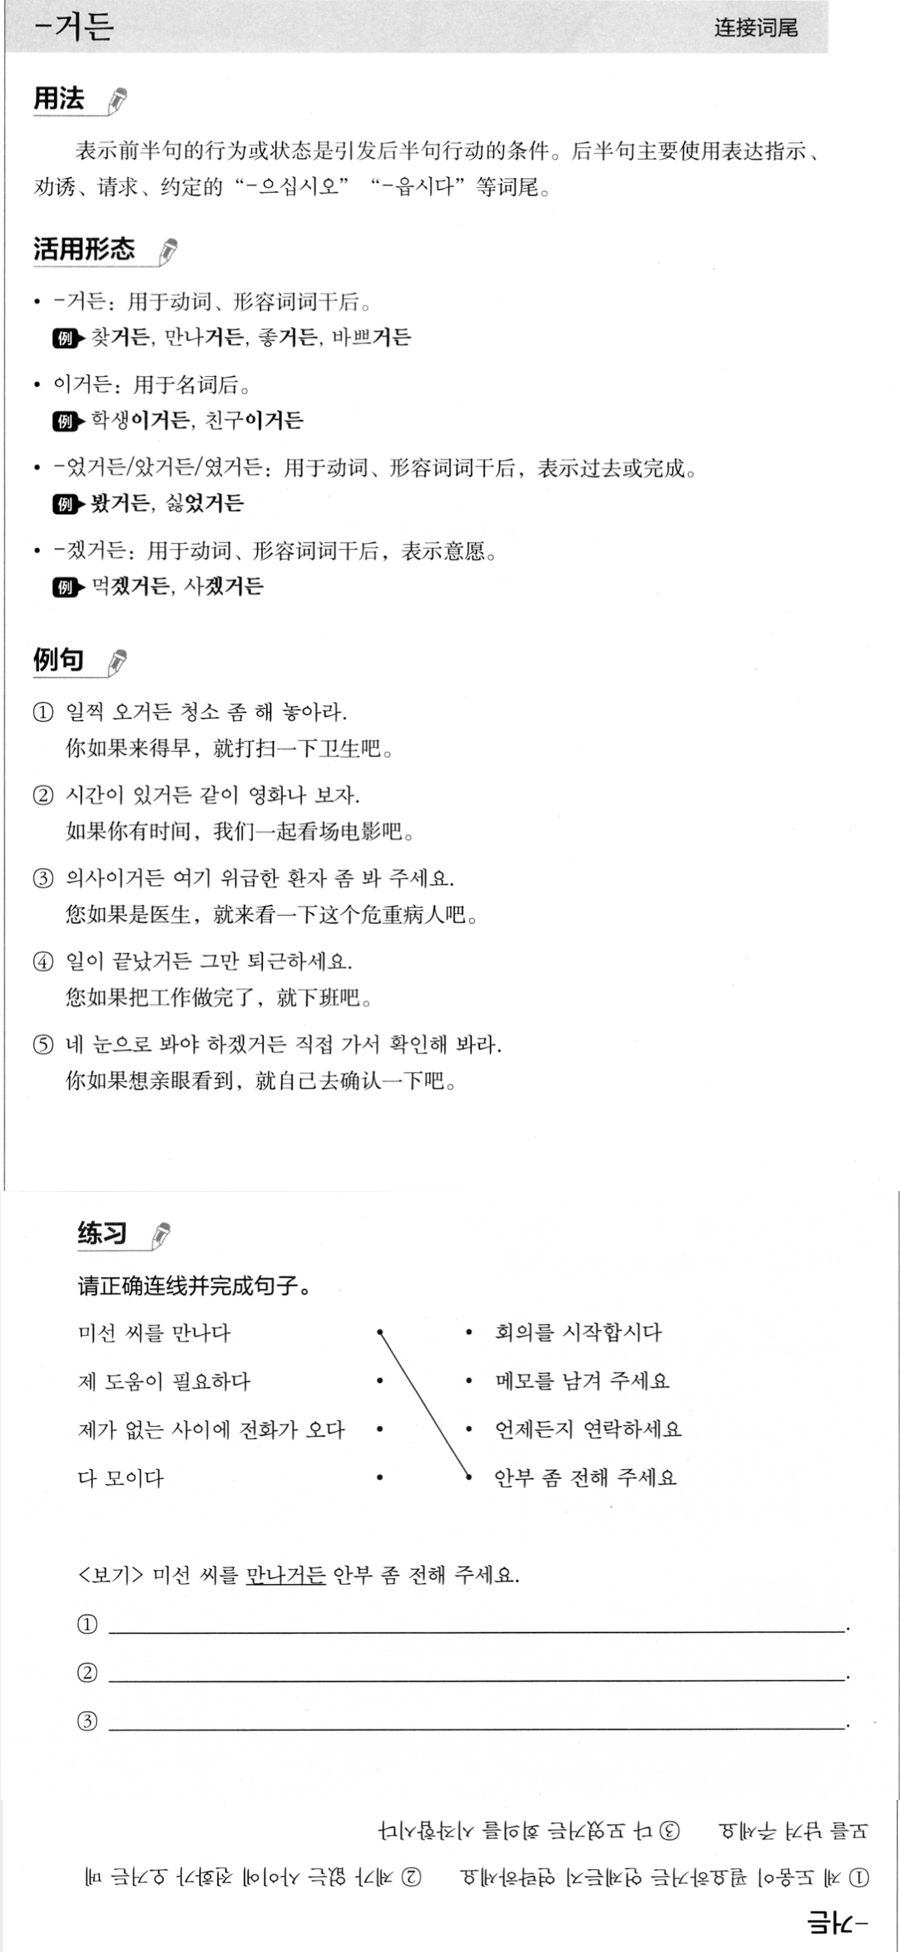 -거든 连接词尾
用法
表示前半句的行为或状态是引发后半句行动的条件。后半句主要使用表达指示、
劝诱、请求、约定的“-으십시오”“-읍시다”等词尾。
活用形态
• -거든：用于动词、形容词词干后。
例 찾거든, 만나거든, 좋거든, 바쁘거든
• 이거든：用于名词后。
例 학생이거든, 친구이거든
• -었거든/았거든/였거든：用于动词、形容词词干后，表示过去或完成。
例 봤거든, 싫었거든
• -겠거든：用于动词、形容词词干后，表示意愿。
例 먹겠거든, 사겠거든
例句
① 일찍 오거든 청소 좀 해 놓아라.
你如果来得早，就打扫一下卫生吧。
② 시간이 있거든 같이 영화나 보자.
如果你有时间，我们一起看场电影吧。
③ 의사이거든 여기 위급한 환자 좀 봐 주세요.
您如果是医生，就来看一下这个危重病人吧。
④ 일이 끝났거든 그만 퇴근하세요.
您如果把工作做完了，就下班吧。
⑤ 네 눈으로 봐야 하겠거든 직접 가서 확인해 봐라.
你如果想亲眼看到，就自己去确认一下吧。
练习
请正确连线并完成句子。
미선 씨를 만나다 • • 회의를 시작합시다
제 도움이 필요하다 • • 메모를 남겨 주세요
제가 없는 사이에 전화가 오다 • • 언제든지 연락하세요
다 모이다 • • 안부 좀 전해 주세요
<보기> 미선 씨를 만나거든 안부 좀 전해 주세요.
① .
② .
③ .
-거든
① 제 도움이 필요하거든 언제든지 연락하세요 ② 제가 없는 사이에 전화가 오거든 메
모를 남겨 주세요 ③ 다 모였거든 회의를 시작합시다